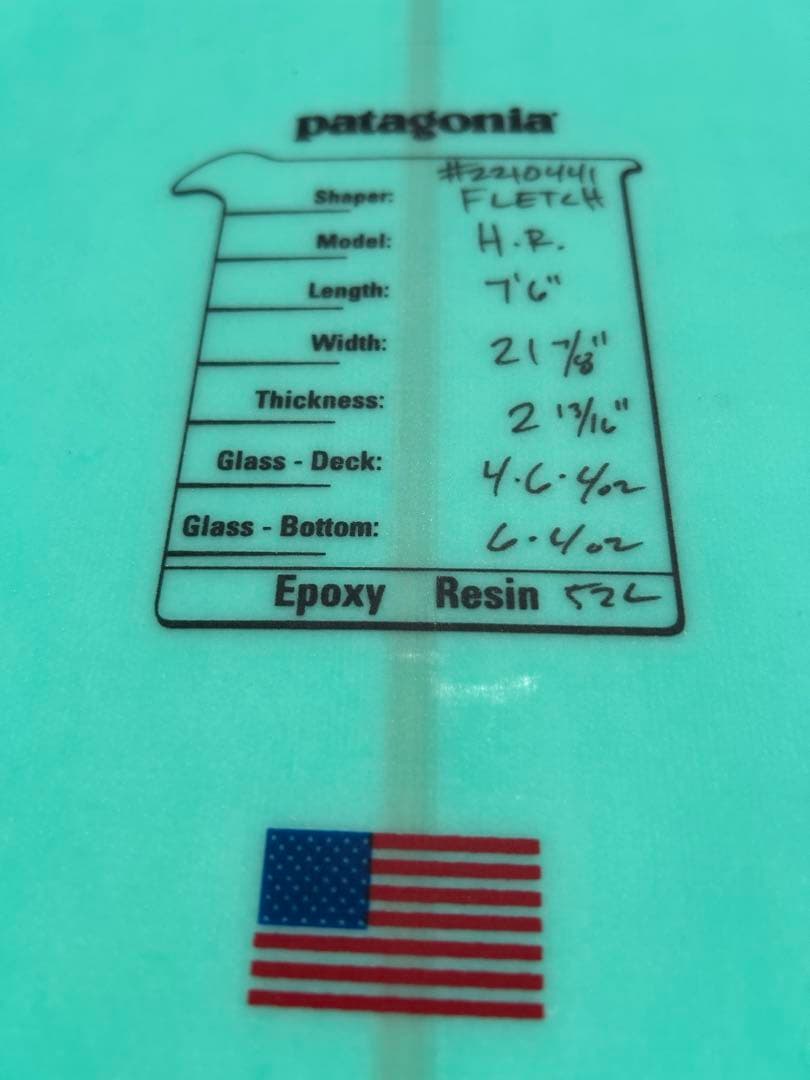 patagonia
#2210441
Shaper: FLETCH
Model: H.R.
Length: 7'6"
Width: 21 7/8"
Thickness: 2 13/16"
Glass - Deck: 4·6·4oz
Glass - Bottom: 6·4oz
Epoxy Resin 52L